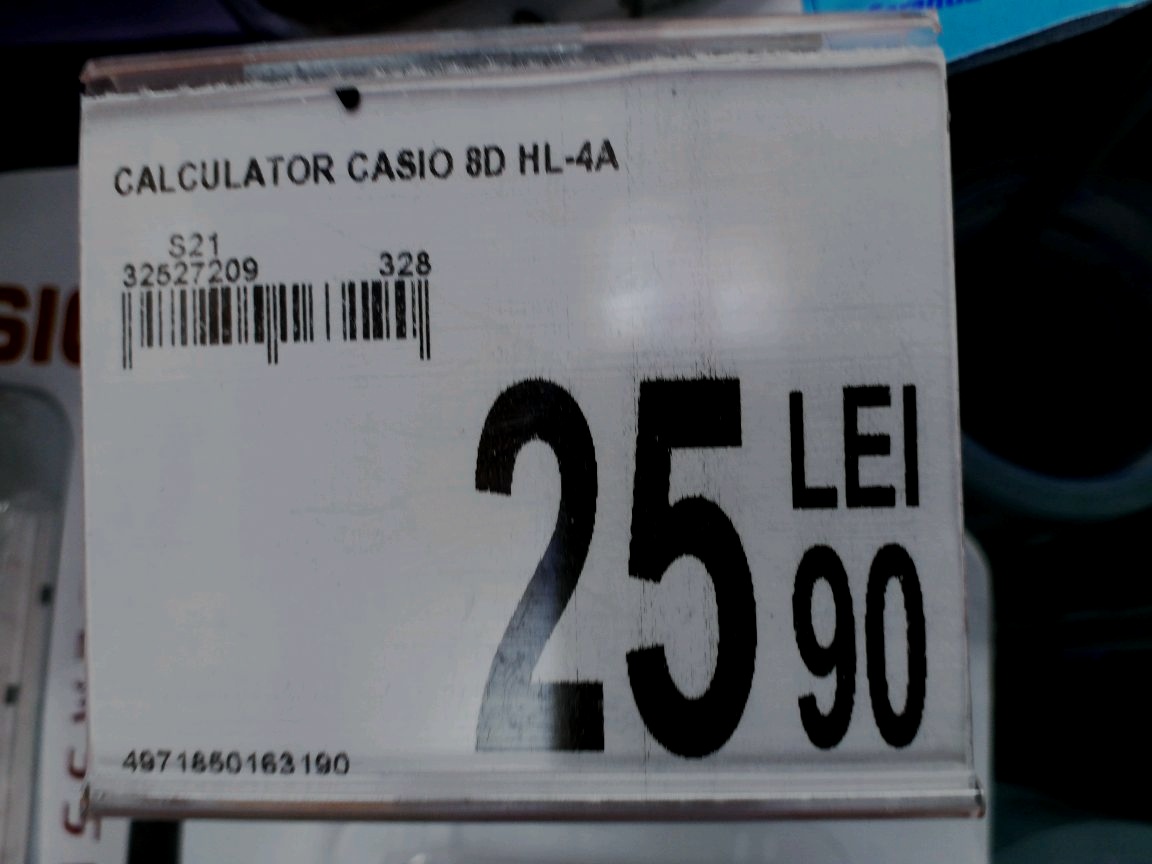 CALCULATOR CASIO 8D HL-4A
S21
32527209 328
25 LEI
90
4971850163190